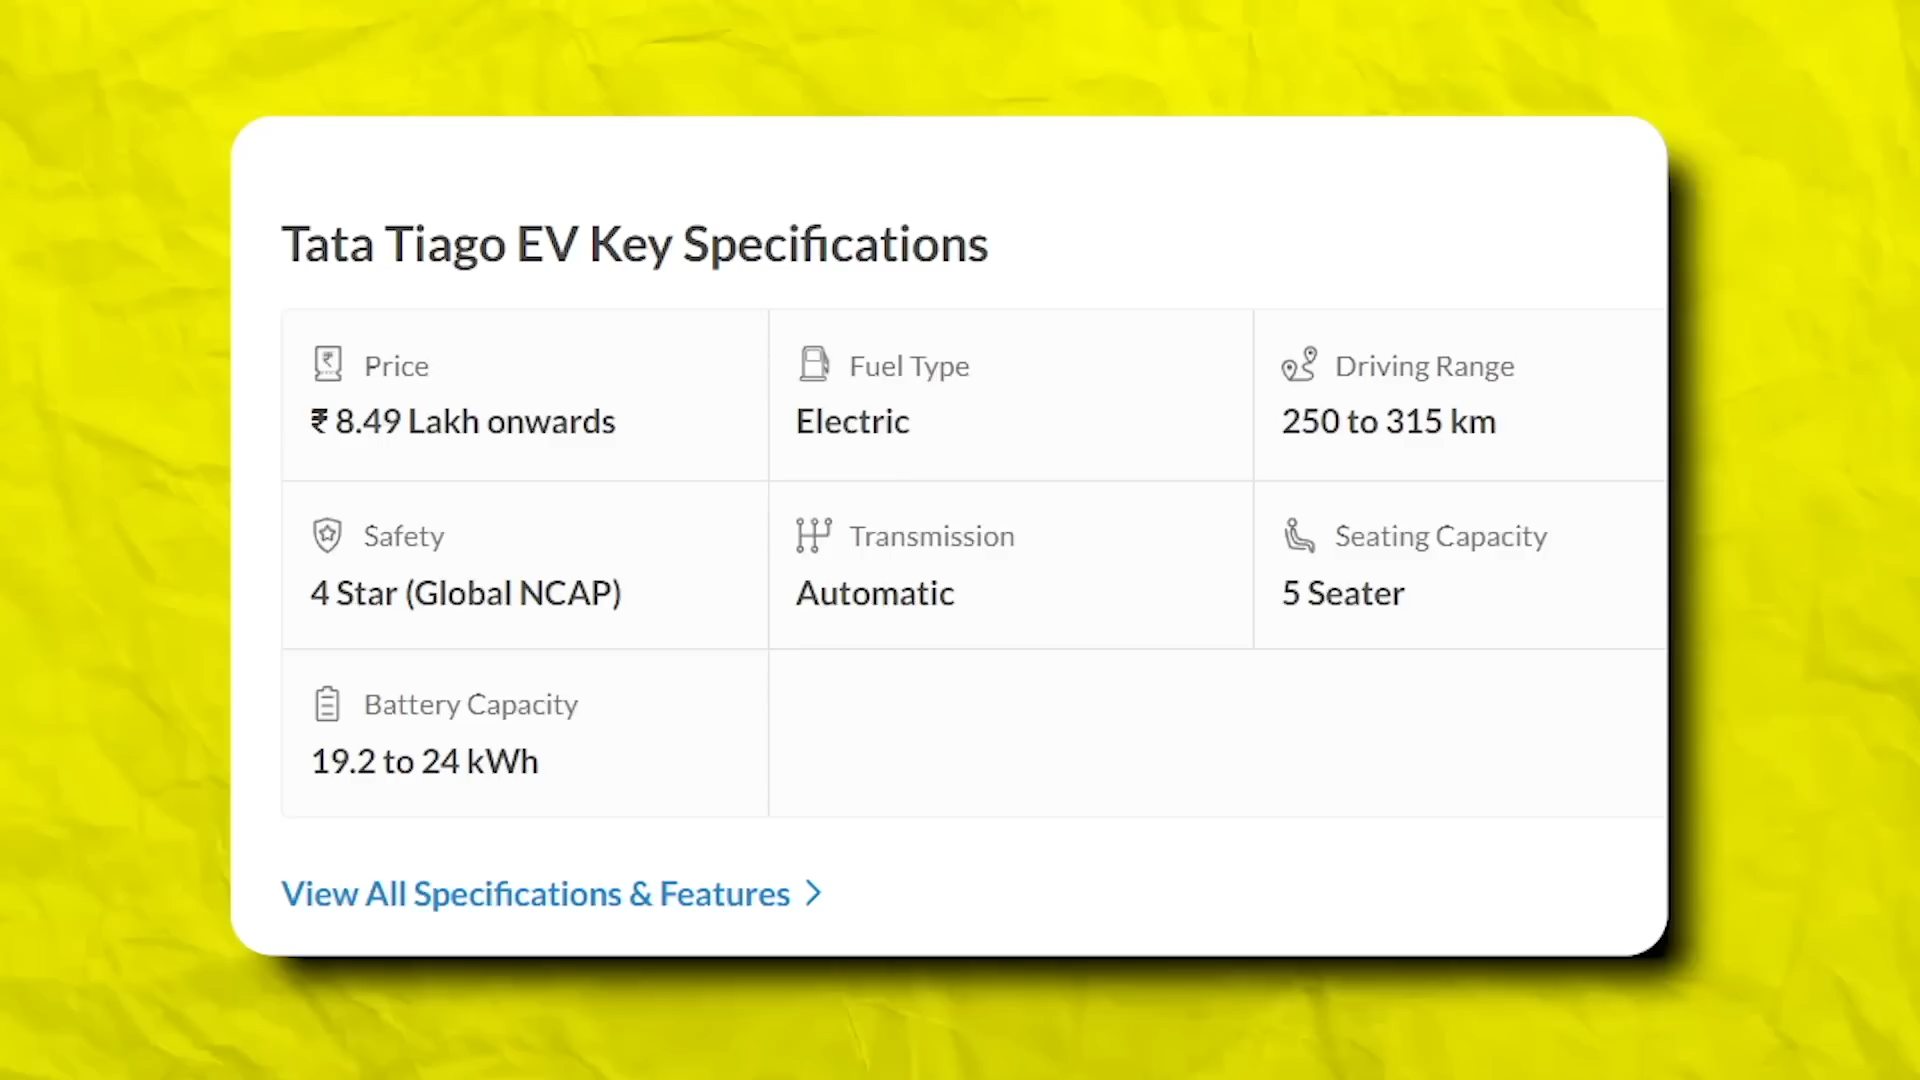 Tata Tiago EV Key Specifications
Price
₹ 8.49 Lakh onwards
Fuel Type
Electric
Driving Range
250 to 315 km
Safety
4 Star (Global NCAP)
Transmission
Automatic
Seating Capacity
5 Seater
Battery Capacity
19.2 to 24 kWh
View All Specifications & Features